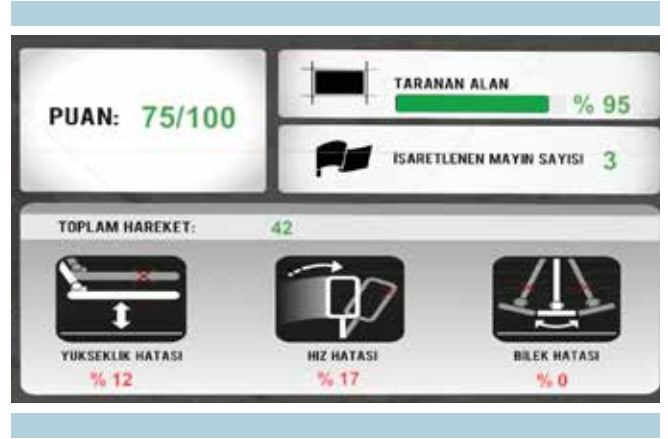 PUAN: 75/100
TARANAN ALAN
% 95
İSARETLENEN MAYIN SAYISI 3
TOPLAM HAREKET: 42
YÜKSEKLIK HATASI
% 12
HIZ HATASI
% 17
BİLEK HATASI
% 0